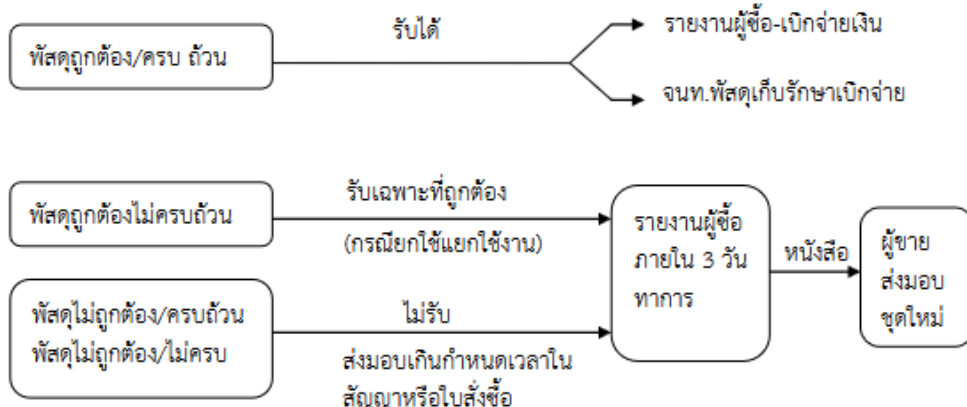 รับได้
รายงานผู้ซื้อ-เบิกจ่ายเงิน
พัสดุถูกต้อง/ครบ ถ้วน
จนท.พัสดุเก็บรักษาเบิกจ่าย
รับเฉพาะที่ถูกต้อง
พัสดุถูกต้องไม่ครบถ้วน
(กรณียกใช้แยกใช้งาน)
รายงานผู้ซื้อ
ภายใน 3 วัน
ทาการ
หนังสือ
ผู้ขาย
ส่งมอบ
ชุดใหม่
พัสดุไม่ถูกต้อง/ครบถ้วน
พัสดุไม่ถูกต้อง/ไม่ครบ
ไม่รับ
ส่งมอบเกินกำหนดเวลาใน
สัญญาหรือใบสั่งซื้อ